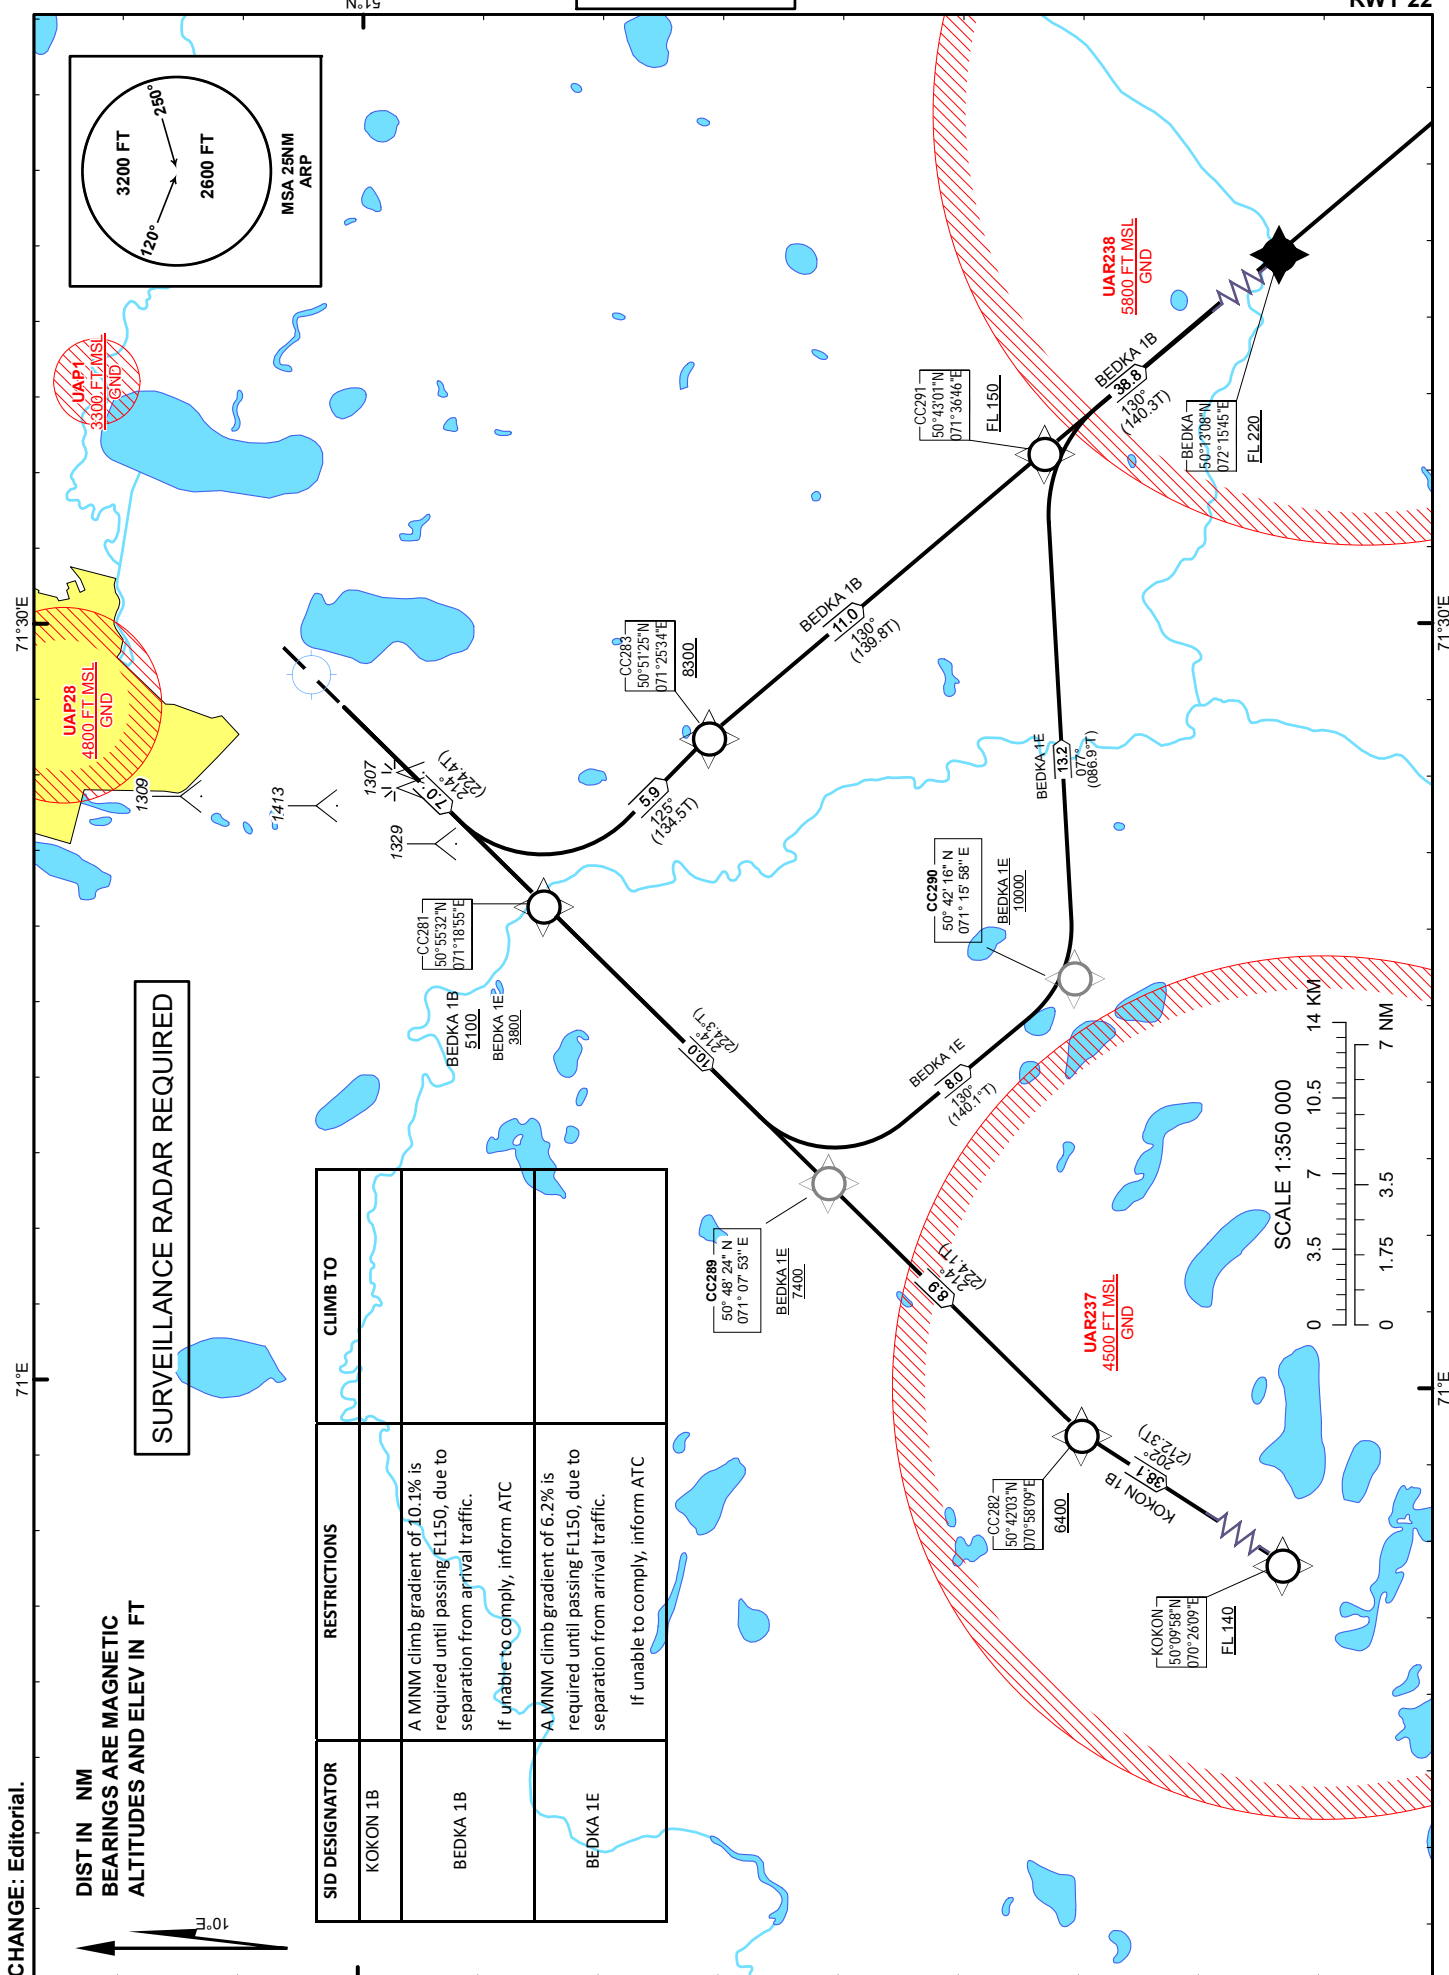 CHANGE: Editorial.
RWY 22
51°N
DIST IN NM
BEARINGS ARE MAGNETIC
ALTITUDES AND ELEV IN FT
10°E
SURVEILLANCE RADAR REQUIRED
71°E
71°30'E
120°
250°
3200 FT
2600 FT
MSA 25NM
ARP
UAP1
3300 FT MSL
GND
UAP28
4800 FT MSL
GND
1309
1413
1307
1329
7.0
214°
(224.4T)
CC281
50°55'32"N
071°18'55"E
BEDKA 1B
5100
BEDKA 1E
3800
5.9
125°
(134.5T)
CC283
50°51'25"N
071°25'34"E
8300
BEDKA 1B
11.0
130°
(139.8T)
CC291
50°43'01"N
071°36'46"E
FL 150
UAR238
5800 FT MSL
GND
BEDKA 1B
38.8
130°
(140.3T)
BEDKA
50°13'08"N
072°15'45"E
FL 220
10.0
214°
(224.3°T)
CC289
50° 48' 24" N
071° 07' 53" E
BEDKA 1E
7400
BEDKA 1E
8.0
130°
(140.1°T)
CC290
50° 42' 16" N
071° 15' 58" E
BEDKA 1E
10000
BEDKA 1E
13.2
077°
(086.9°T)
8.9
214°
(224.1T)
UAR237
4500 FT MSL
GND
CC282
50°42'03"N
070°58'09"E
6400
KOKON 1B
38.1
202°
(212.3T)
KOKON
50°09'58"N
070°26'09"E
FL 140
SID DESIGNATOR RESTRICTIONS CLIMB TO
KOKON 1B
BEDKA 1B
A MNM climb gradient of 10.1% is
required until passing FL150, due to
separation from arrival traffic.
If unable to comply, inform ATC
BEDKA 1E
A MNM climb gradient of 6.2% is
required until passing FL150, due to
separation from arrival traffic.
If unable to comply, inform ATC
SCALE 1:350 000
0 3.5 7 10.5 14 KM
0 1.75 3.5 7 NM
71°E
71°30'E